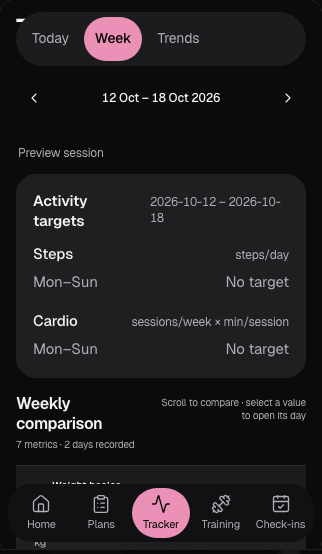 Today Week Trends
12 Oct – 18 Oct 2026
Preview session
Activity targets
2026-10-12 – 2026-10-18
Steps steps/day
Mon–Sun No target
Cardio sessions/week × min/session
Mon–Sun No target
Weekly comparison
Scroll to compare · select a value
to open its day
7 metrics · 2 days recorded
Home Plans Tracker Training Check-ins
kg